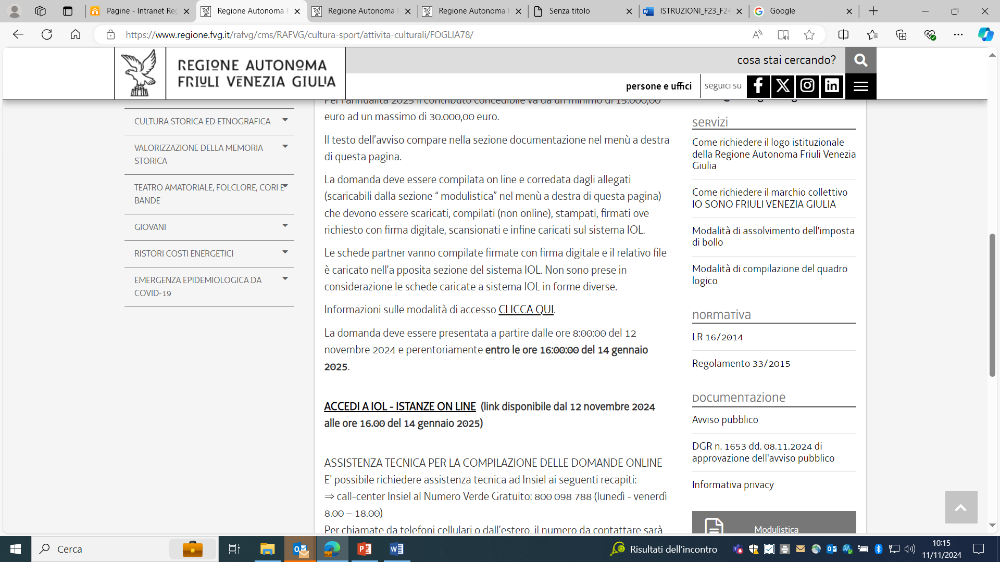 Pagine - Intranet Reg
Regione Autonoma F
Regione Autonoma F
Regione Autonoma F
Senza titolo
ISTRUZIONI_F23_F24
Google
https://www.regione.fvg.it/rafvg/cms/RAFVG/cultura-sport/attivita-culturali/FOGLIA78/
REGIONE AUTONOMA
FRIULI VENEZIA GIULIA
cosa stai cercando?
persone e uffici
seguici su
CULTURA STORICA ED ETNOGRAFICA
VALORIZZAZIONE DELLA MEMORIA
STORICA
TEATRO AMATORIALE, FOLCLORE, CORI E
BANDE
GIOVANI
RISTORI COSTI ENERGETICI
EMERGENZA EPIDEMIOLOGICA DA
COVID-19
Per l'annualità 2025 il contributo concedibile va da un minimo di 15.000,00
euro ad un massimo di 30.000,00 euro.
Il testo dell’avviso compare nella sezione documentazione nel menù a destra
di questa pagina.
La domanda deve essere compilata on line e corredata dagli allegati
(scaricabili dalla sezione “ modulistica” nel menù a destra di questa pagina)
che devono essere scaricati, compilati (non online), stampati, firmati ove
richiesto con firma digitale, scansionati e infine caricati sul sistema IOL.
Le schede partner vanno compilate firmate con firma digitale e il relativo file
è caricato nell’a pposita sezione del sistema IOL. Non sono prese in
considerazione le schede caricate a sistema IOL in forme diverse.
Informazioni sulle modalità di accesso CLICCA QUI.
La domanda deve essere presentata a partire dalle ore 8:00:00 del 12
novembre 2024 e perentoriamente entro le ore 16:00:00 del 14 gennaio
2025.
ACCEDI A IOL - ISTANZE ON LINE (link disponibile dal 12 novembre 2024
alle ore 16.00 del 14 gennaio 2025)
ASSISTENZA TECNICA PER LA COMPILAZIONE DELLE DOMANDE ONLINE
E' possibile richiedere assistenza tecnica ad Insiel ai seguenti recapiti:
⇒ call-center Insiel al Numero Verde Gratuito: 800 098 788 (lunedì - venerdì
8.00 – 18.00)
Per chiamate da telefoni cellulari o dall’estero, il numero da contattare sarà
servizi
Come richiedere il logo istituzionale
della Regione Autonoma Friuli Venezia
Giulia
Come richiedere il marchio collettivo
IO SONO FRIULI VENEZIA GIULIA
Modalità di assolvimento dell'imposta
di bollo
Modalità di compilazione del quadro
logico
normativa
LR 16/2014
Regolamento 33/2015
documentazione
Avviso pubblico
DGR n. 1653 dd. 08.11.2024 di
approvazione dell'avviso pubblico
Informativa privacy
Modulistica
Cerca
Risultati dell’incontro
10:15
11/11/2024